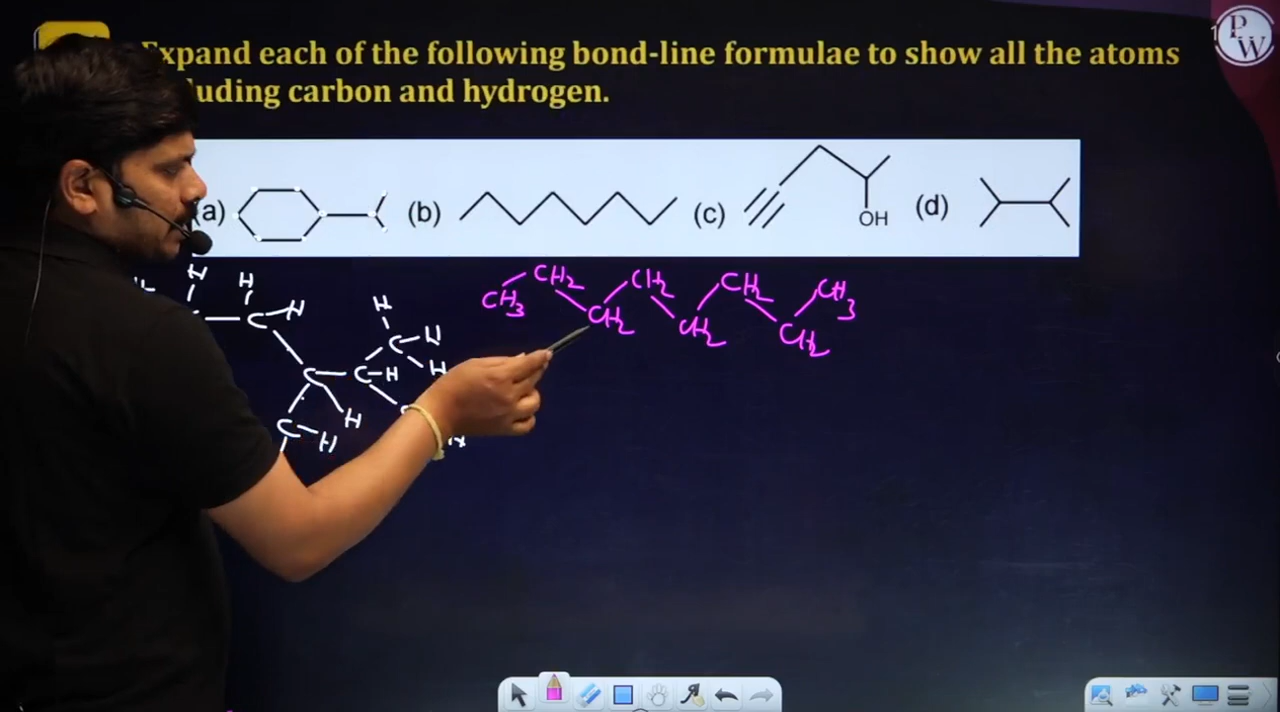 Expand each of the following bond-line formulae to show all the atoms
luding carbon and hydrogen.
PW
(a) (b) (c) OH (d)
H H H
C H
H
C H
H
C C H
H
C H
CH3 CH2 CH2 CH2 CH2 CH2 CH2 CH3